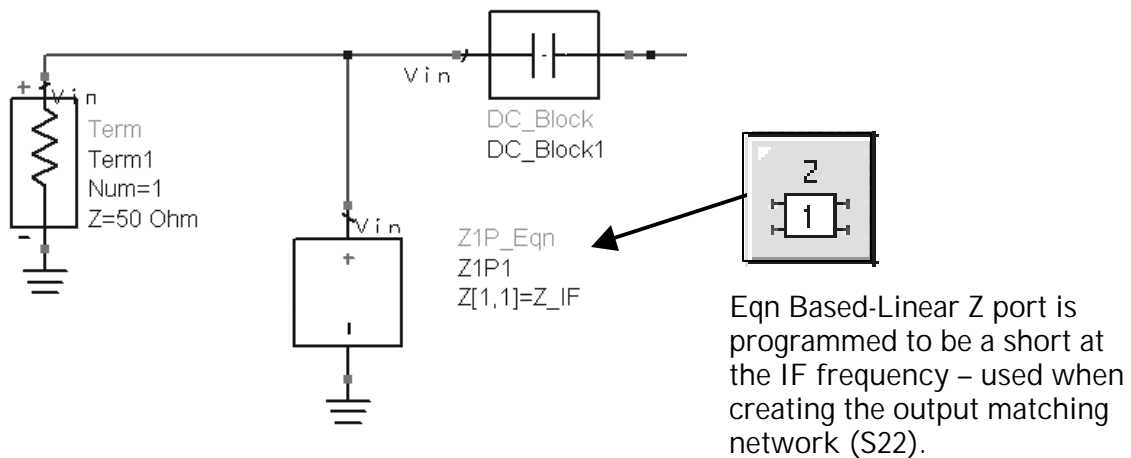 Vin
DC_Block
DC_Block1
+
Vin
Term
Term1
Num=1
Z=50 Ohm
-
Vin
+
-
Z1P_Eqn
Z1P1
Z[1,1]=Z_IF
Z
1
Eqn Based-Linear Z port is
programmed to be a short at
the IF frequency – used when
creating the output matching
network (S22).